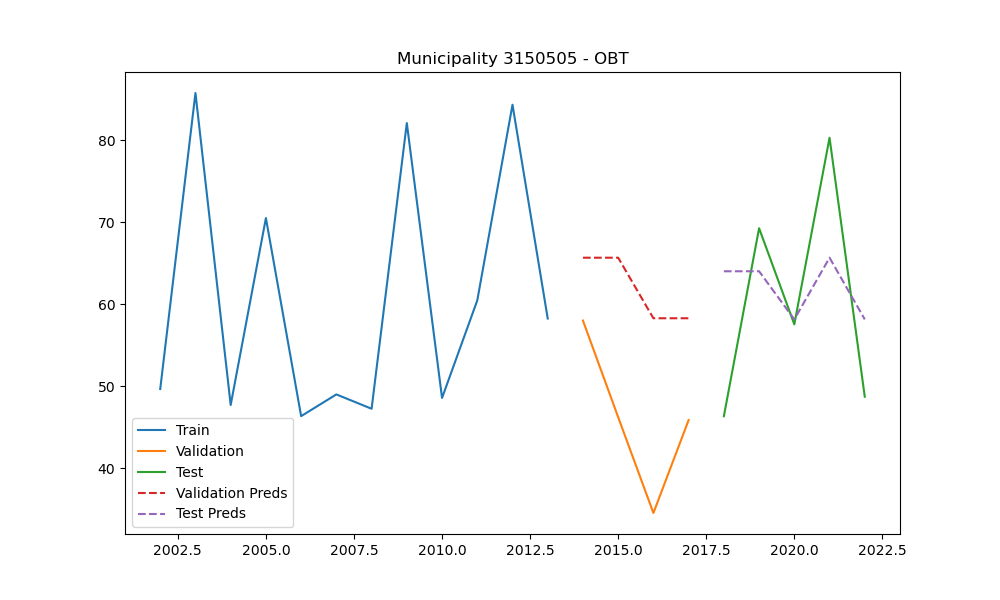 Municipality 3150505 - OBT
80
70
60
50
40
Train
Validation
Test
Validation Preds
Test Preds
2002.5 2005.0 2007.5 2010.0 2012.5 2015.0 2017.5 2020.0 2022.5